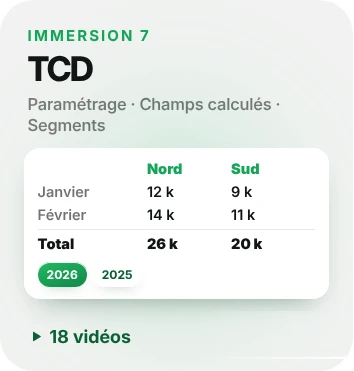 IMMERSION 7
TCD
Paramétrage · Champs calculés ·
Segments
Nord Sud
Janvier 12 k 9 k
Février 14 k 11 k
Total 26 k 20 k
2026 2025
18 vidéos